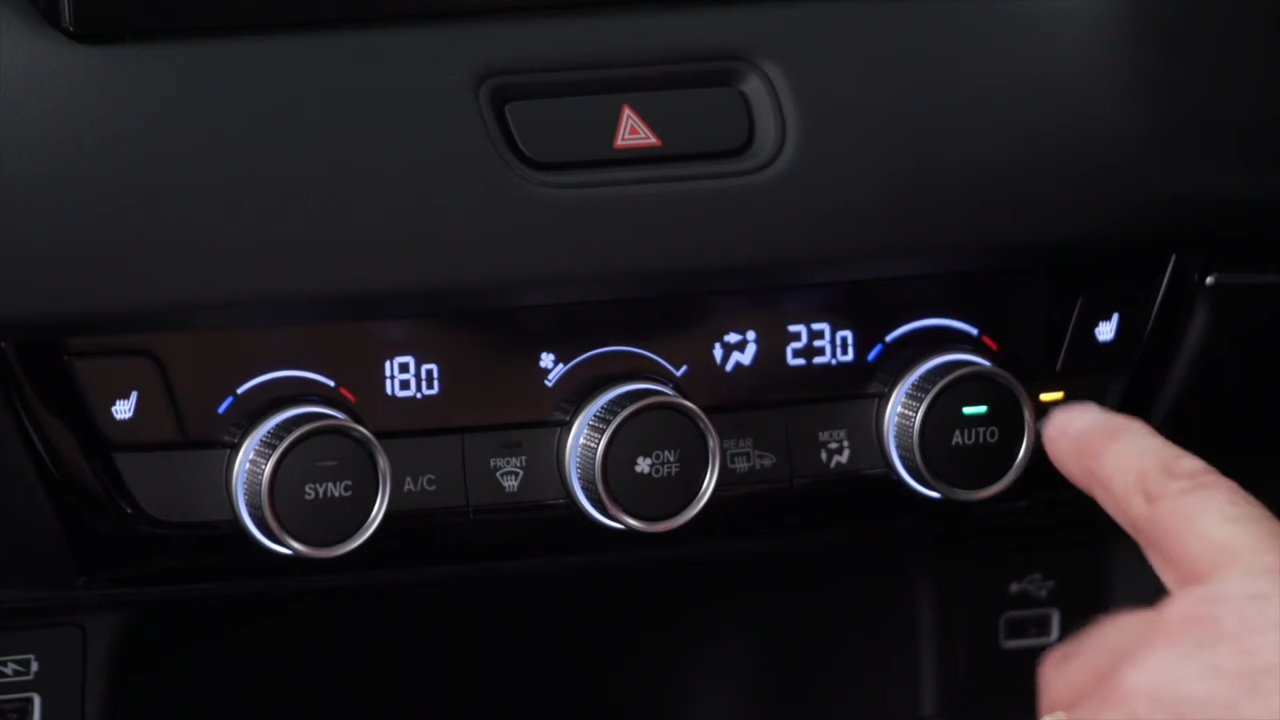 18.0
23.0
SYNC
A/C
FRONT
ON/
OFF
REAR
MODE
AUTO